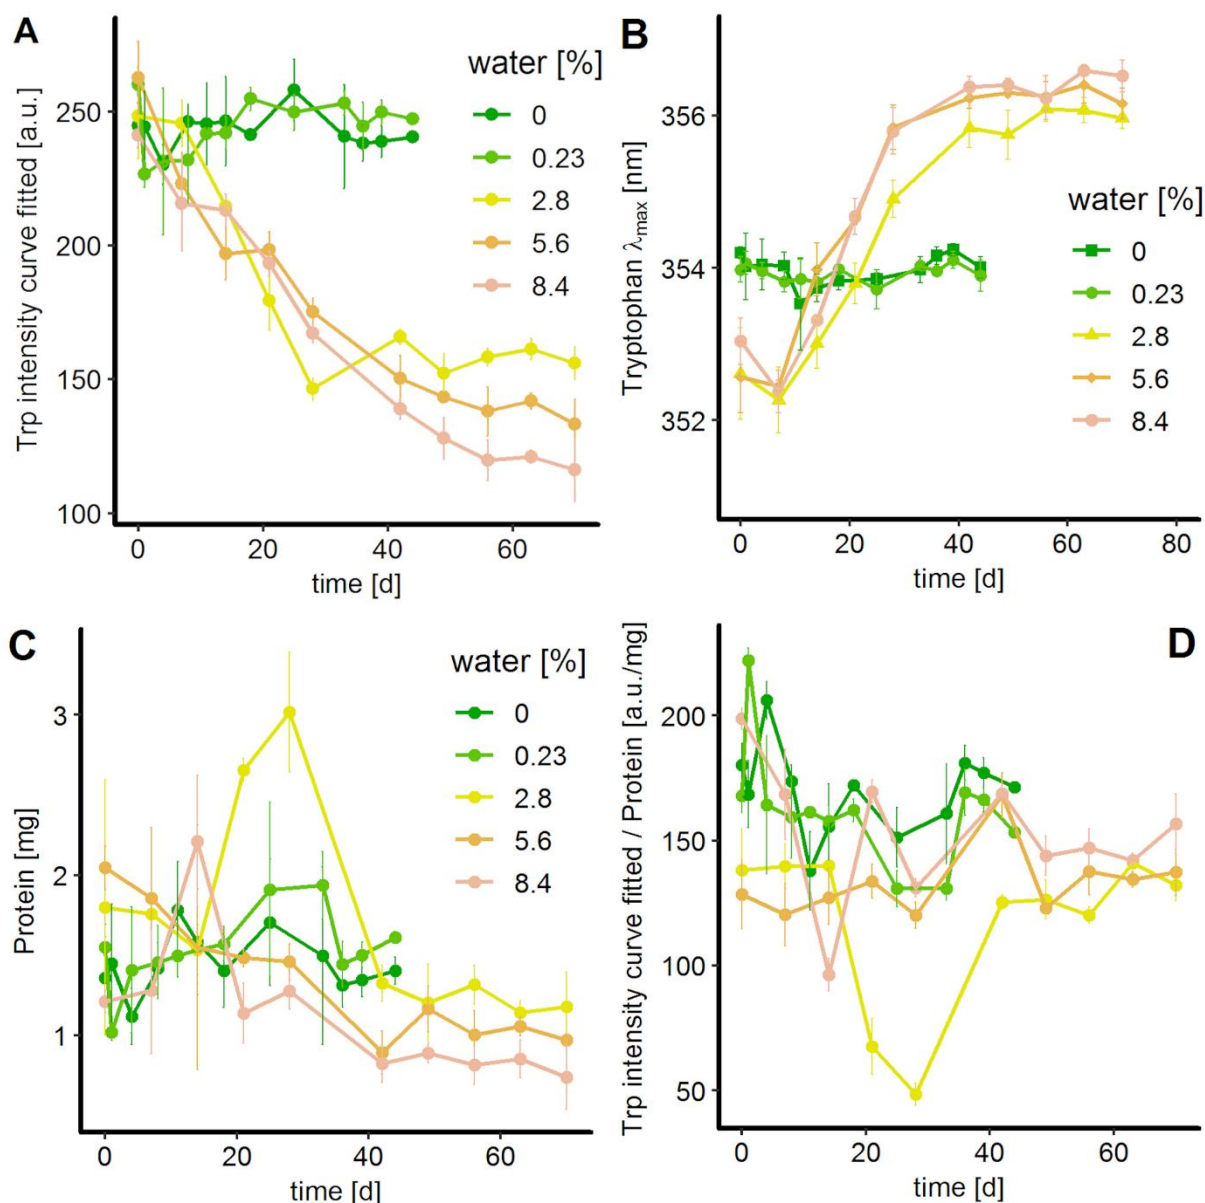 A
Trp intensity curve fitted [a.u.]
250
200
150
100
0 20 40 60
time [d]
water [%]
0
0.23
2.8
5.6
8.4
B
Tryptophan λmax [nm]
356
354
352
0 20 40 60 80
time [d]
water [%]
0
0.23
2.8
5.6
8.4
C
Protein [mg]
3
2
1
0 20 40 60
time [d]
water [%]
0
0.23
2.8
5.6
8.4
D
Trp intensity curve fitted / Protein [a.u./mg]
200
150
100
50
0 20 40 60
time [d]